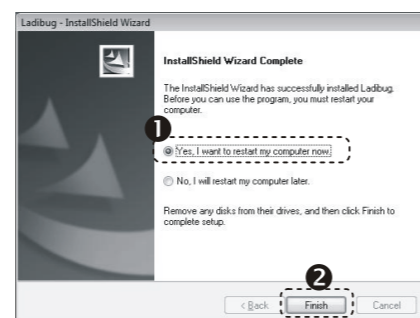 Ladibug - InstallShield Wizard
InstallShield Wizard Complete
The InstallShield Wizard has successfully installed Ladibug.
Before you can use the program, you must restart your
computer.
1
Yes, I want to restart my computer now.
No, I will restart my computer later.
Remove any disks from their drives, and then click Finish to
complete setup.
2
< Back
Finish
Cancel